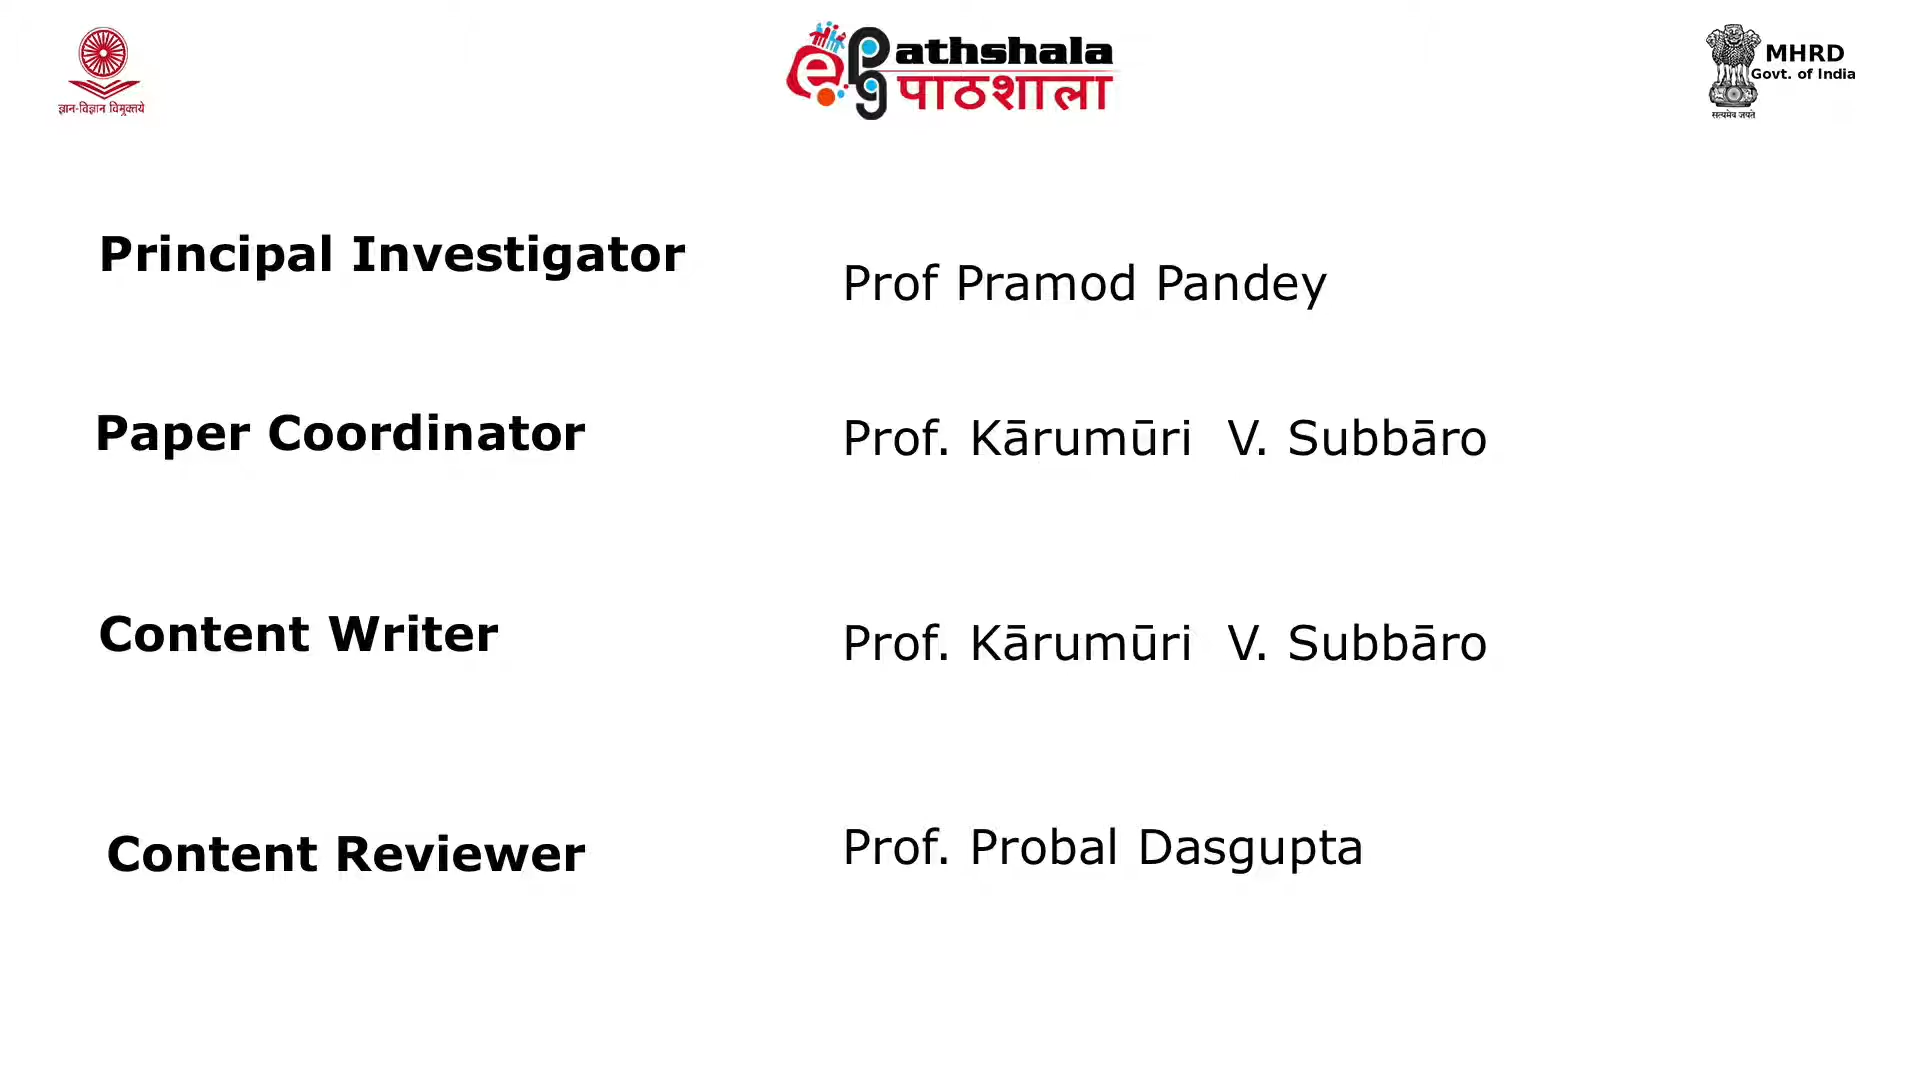 ज्ञान-विज्ञान विमुक्तये
e pg Pathshala
पाठशाला
MHRD
Govt. of India
सत्यमेव जयते
Principal Investigator
Prof Pramod Pandey
Paper Coordinator
Prof. Kārumūri V. Subbāro
Content Writer
Prof. Kārumūri V. Subbāro
Content Reviewer
Prof. Probal Dasgupta